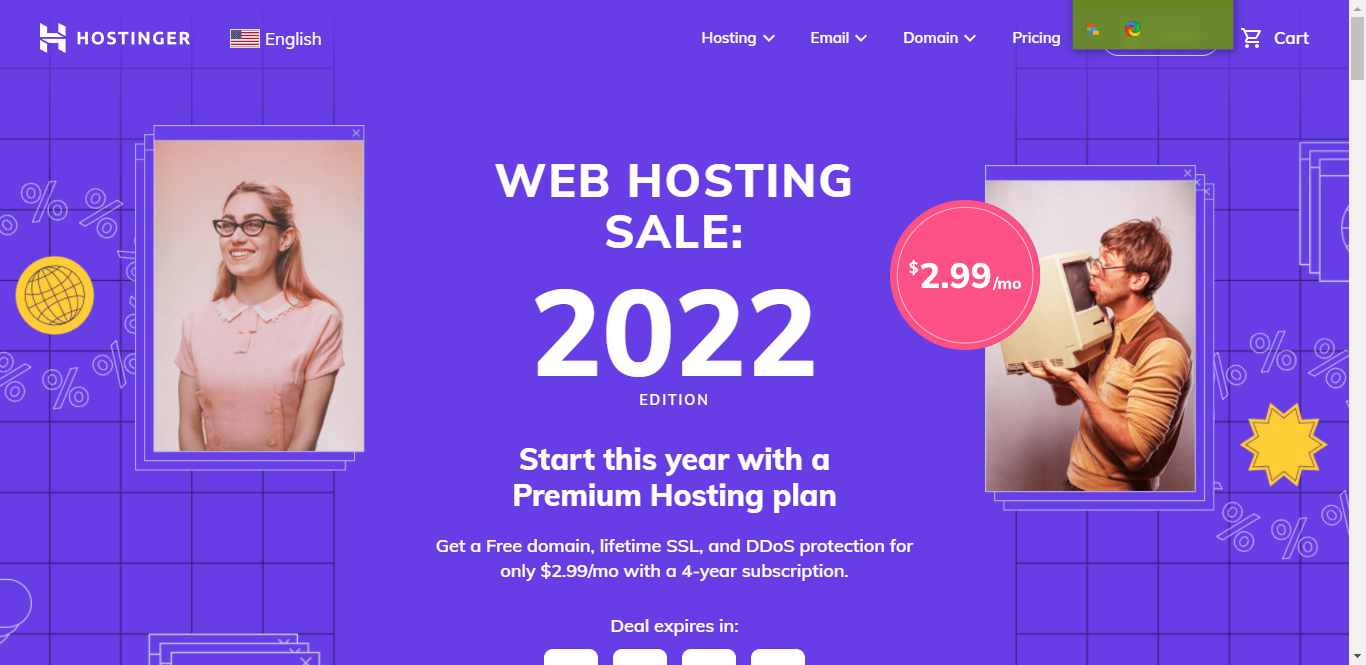 HOSTINGER
English
Hosting
Email
Domain
Pricing
Cart
WEB HOSTING
SALE:
2022
EDITION
$2.99/mo
Start this year with a
Premium Hosting plan
Get a Free domain, lifetime SSL, and DDoS protection for
only $2.99/mo with a 4-year subscription.
Deal expires in: